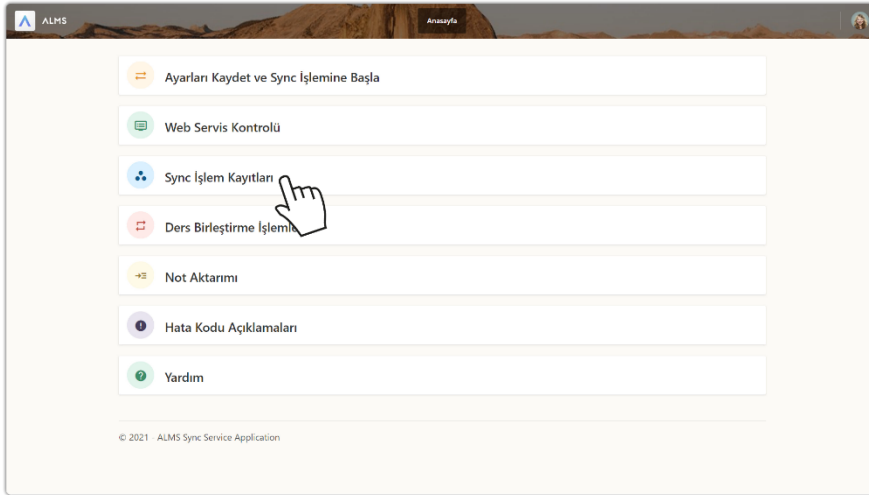 ALMS
Anasayfa
Ayarları Kaydet ve Sync İşlemine Başla
Web Servis Kontrolü
Sync İşlem Kayıtları
Ders Birleştirme
Not Aktarımı
Hata Kodu Açıklamaları
Yardım
© 2021 - ALMS Sync Service Application